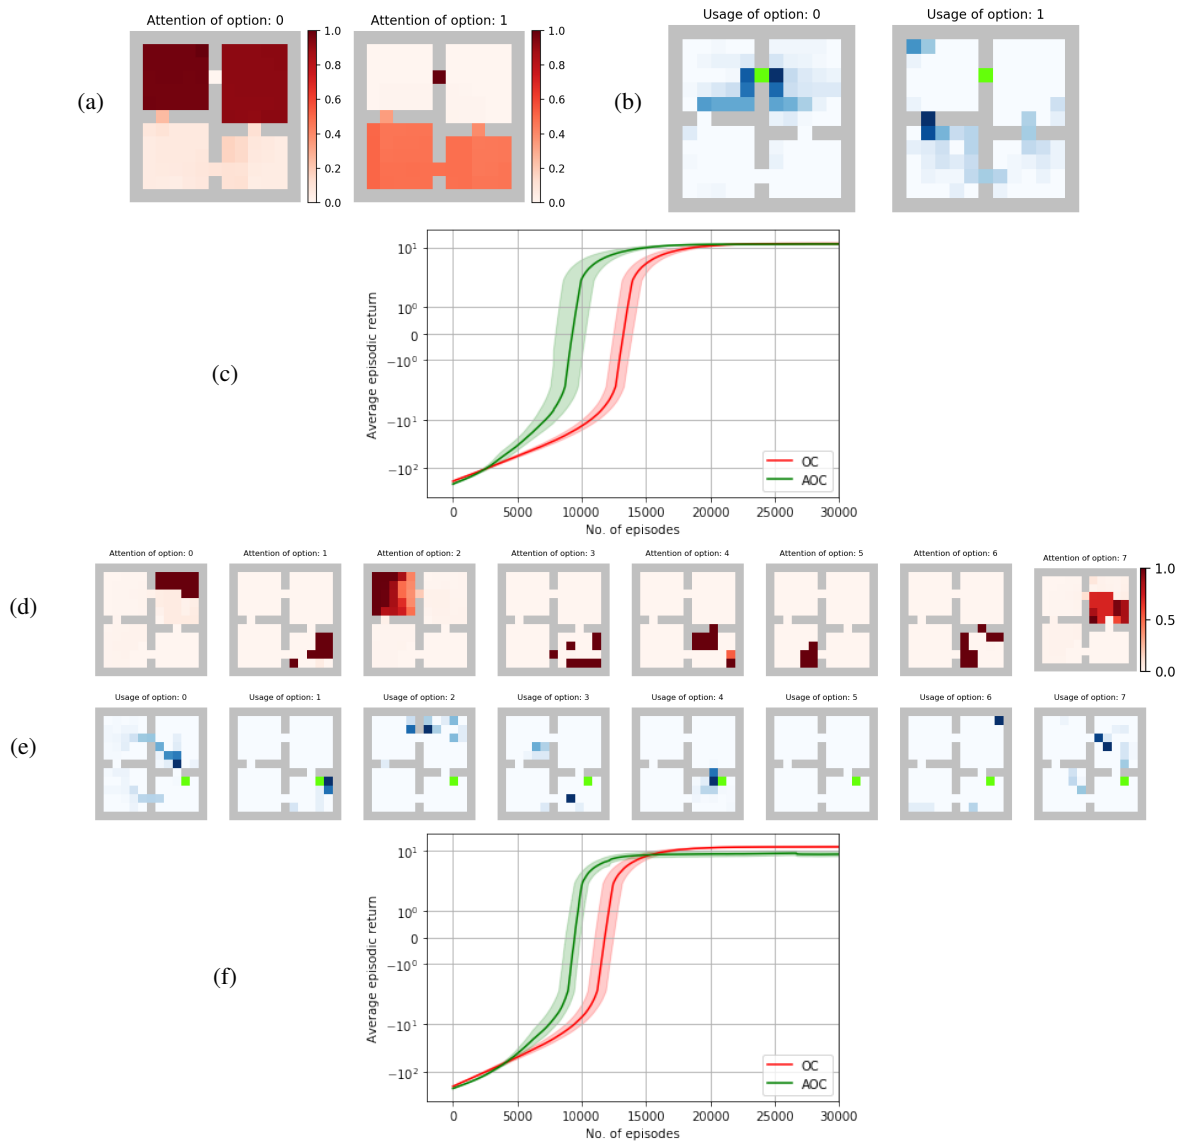 Attention of option: 0
Attention of option: 1
Usage of option: 0
Usage of option: 1
(a)
1.0
0.8
0.6
0.4
0.2
0.0
1.0
0.8
0.6
0.4
0.2
0.0
(b)
(c)
Average episodic return
10¹
10⁰
0
−10⁰
−10¹
−10²
OC
AOC
0
5000
10000
15000
20000
25000
30000
No. of episodes
Attention of option: 0
Attention of option: 1
Attention of option: 2
Attention of option: 3
Attention of option: 4
Attention of option: 5
Attention of option: 6
Attention of option: 7
(d)
1.0
0.5
0.0
Usage of option: 0
Usage of option: 1
Usage of option: 2
Usage of option: 3
Usage of option: 4
Usage of option: 5
Usage of option: 6
Usage of option: 7
(e)
(f)
Average episodic return
10¹
10⁰
0
−10⁰
−10¹
−10²
OC
AOC
0
5000
10000
15000
20000
25000
30000
No. of episodes